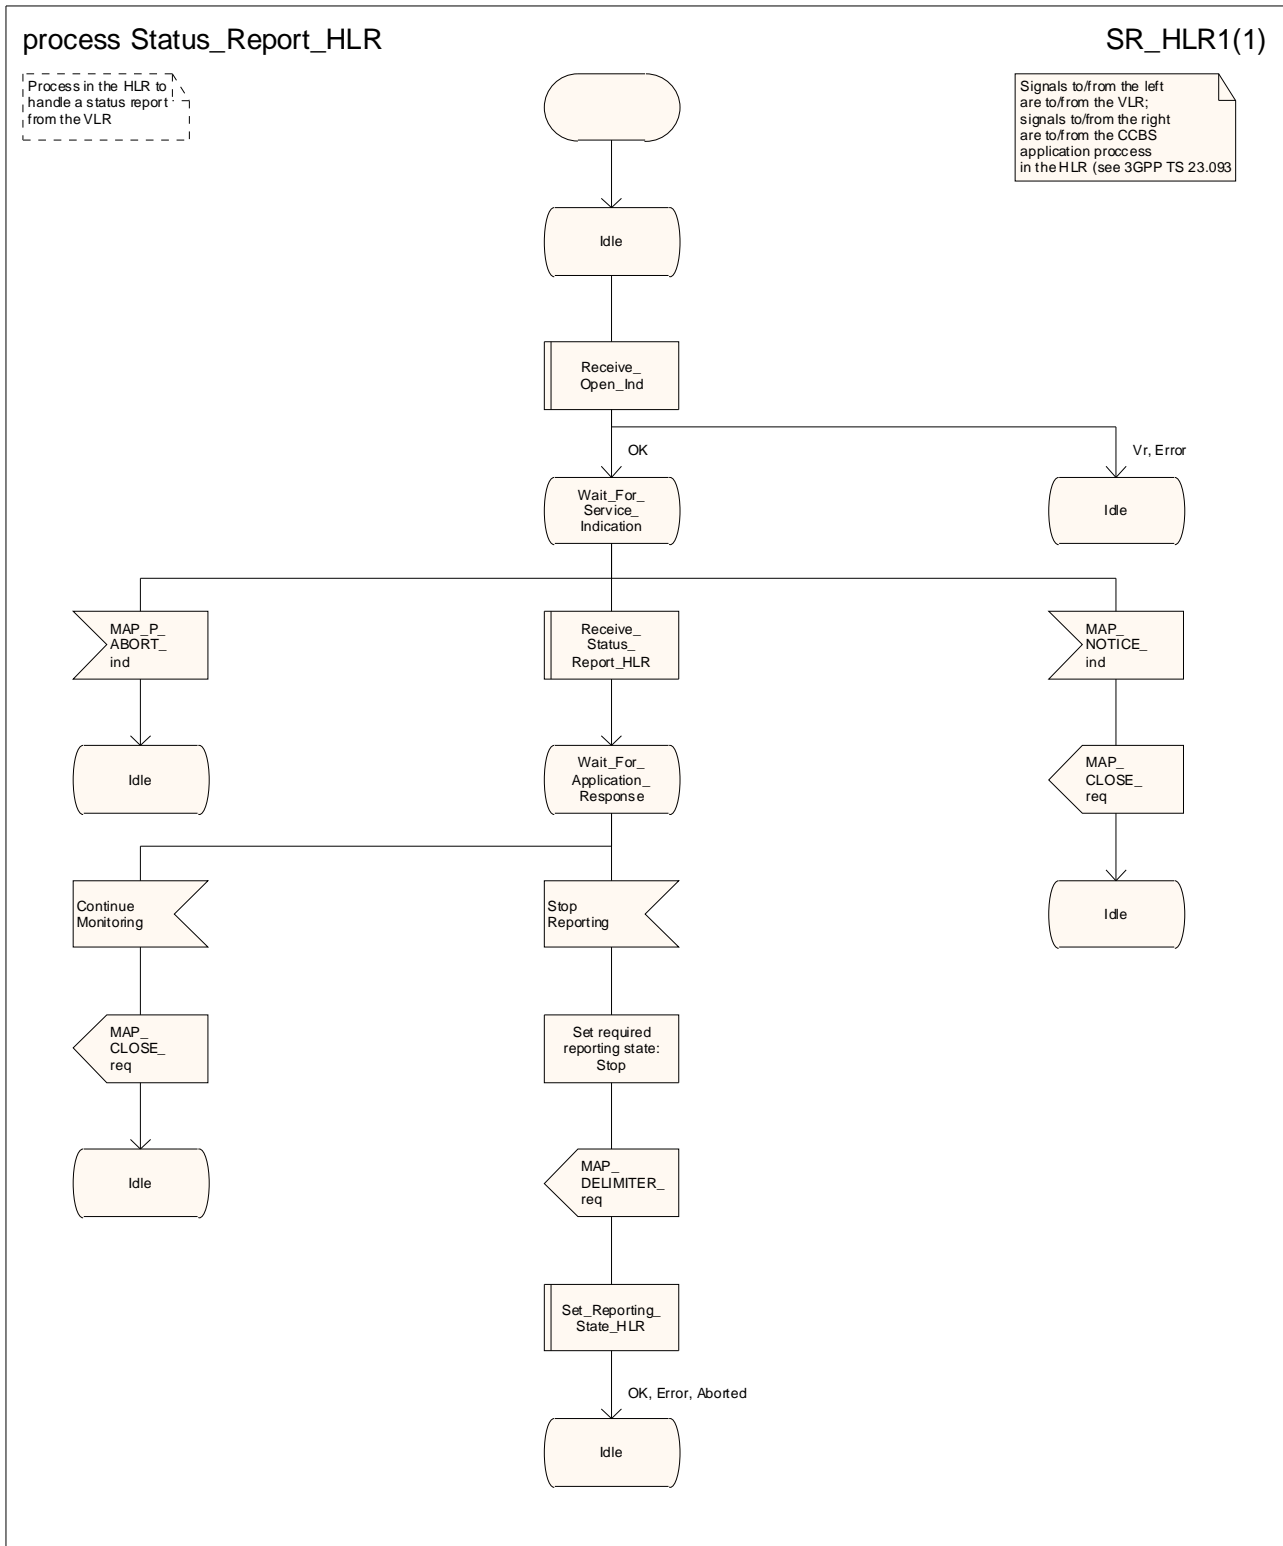 process Status_Report_HLR
SR_HLR1(1)
Process in the HLR to
handle a status report
from the VLR
Signals to/from the left
are to/from the VLR;
signals to/from the right
are to/from the CCBS
application proccess
in the HLR (see 3GPP TS 23.093
Idle
Receive_
Open_Ind
OK
Vr, Error
Wait_For_
Service_
Indication
Idle
MAP_P_
ABORT_
ind
Receive_
Status_
Report_HLR
MAP_
NOTICE_
ind
Idle
Wait_For_
Application_
Response
MAP_
CLOSE_
req
Continue
Monitoring
Stop
Reporting
Idle
MAP_
CLOSE_
req
Set required
reporting state:
Stop
Idle
MAP_
DELIMITER_
req
Set_Reporting_
State_HLR
OK, Error, Aborted
Idle